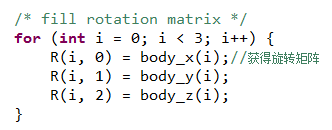 /* fill rotation matrix */
for (int i = 0; i < 3; i++) {
R(i, 0) = body_x(i);//获得旋转矩阵
R(i, 1) = body_y(i);
R(i, 2) = body_z(i);
}